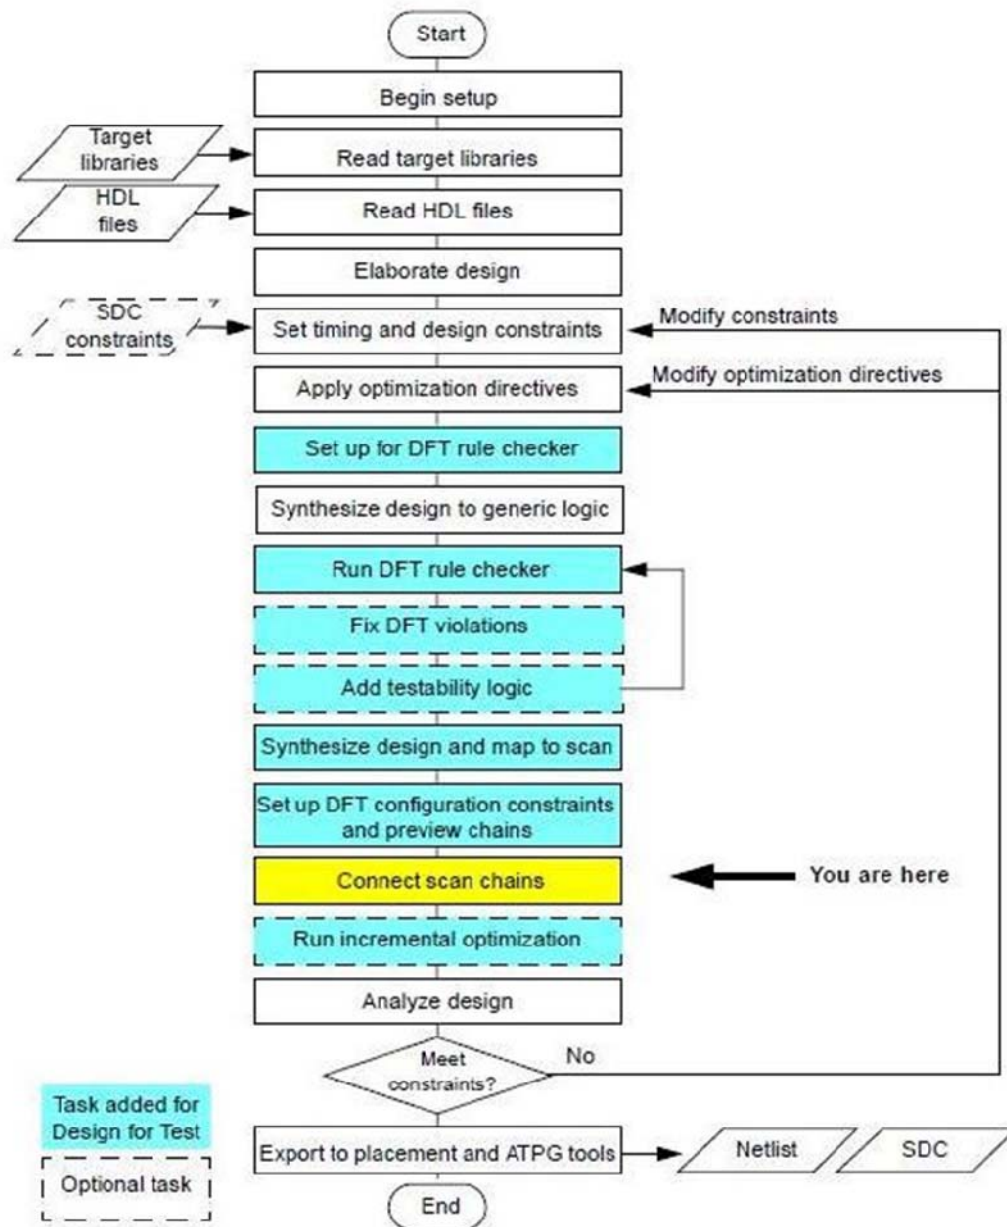 Start
Begin setup
Target
libraries
Read target libraries
HDL
files
Read HDL files
Elaborate design
SDC
constraints
Set timing and design constraints
Modify constraints
Apply optimization directives
Modify optimization directives
Set up for DFT rule checker
Synthesize design to generic logic
Run DFT rule checker
Fix DFT violations
Add testability logic
Synthesize design and map to scan
Set up DFT configuration constraints
and preview chains
Connect scan chains
You are here
Run incremental optimization
Analyze design
Meet
constraints?
No
Task added for
Design for Test
Optional task
Export to placement and ATPG tools
Netlist
SDC
End